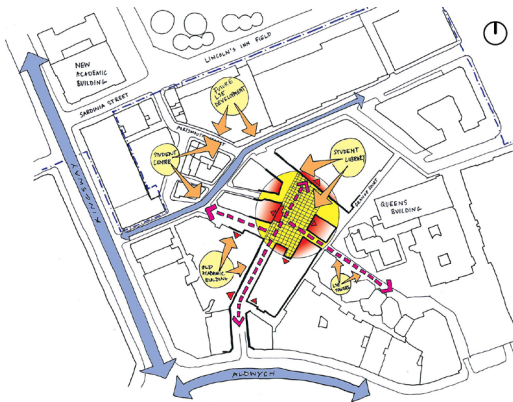 LINCOLN'S INN FIELD
NEW
ACADEMIC
BUILDING
SARDINIA STREET
FUTURE
LSE
DEVELOPMENT
STUDENT
CENTRE
STUDENT
LIBRARY
KINGSWAY
QUEENS
BUILDING
OLD
ACADEMIC
BUILDING
ALDWYCH